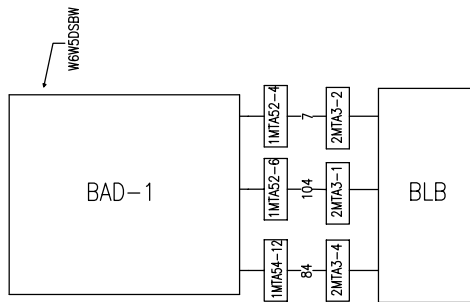 W6W5DSBW
BAD-1
1MTA52-4
7
2MTA3-2
1MTA52-6
104
2MTA3-1
1MTA54-12
84
2MTA3-4
BLB